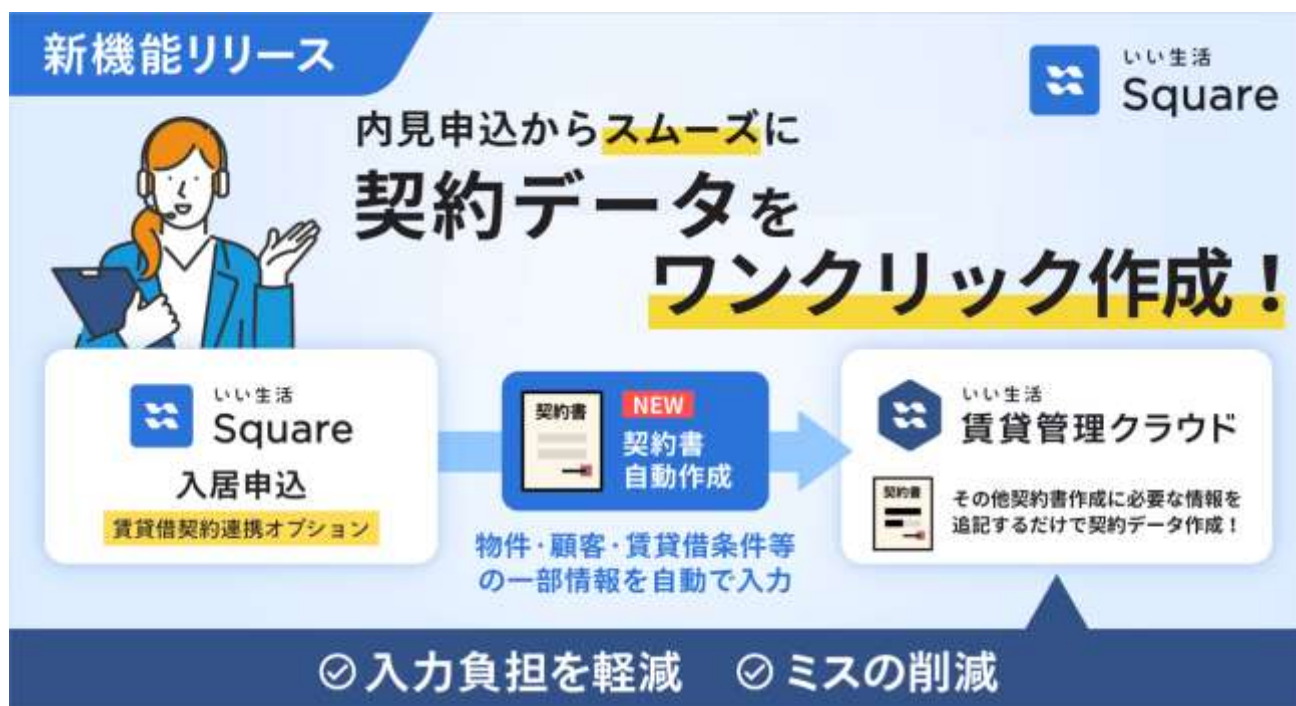 新機能リリース
いい生活
Square
内見申込からスムーズに
契約データを
ワンクリック作成！
いい生活
Square
入居申込
賃貸借契約連携オプション
契約書
NEW
契約書
自動作成
物件・顧客・賃貸借条件等
の一部情報を自動で入力
いい生活
賃貸管理クラウド
契約書
その他契約書作成に必要な情報を
追記するだけで契約データ作成！
入力負担を軽減 ミスの削減